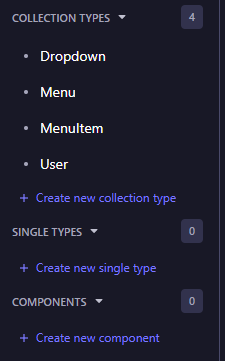 COLLECTION TYPES 4
Dropdown
Menu
MenuItem
User
+ Create new collection type
SINGLE TYPES 0
+ Create new single type
COMPONENTS 0
+ Create new component